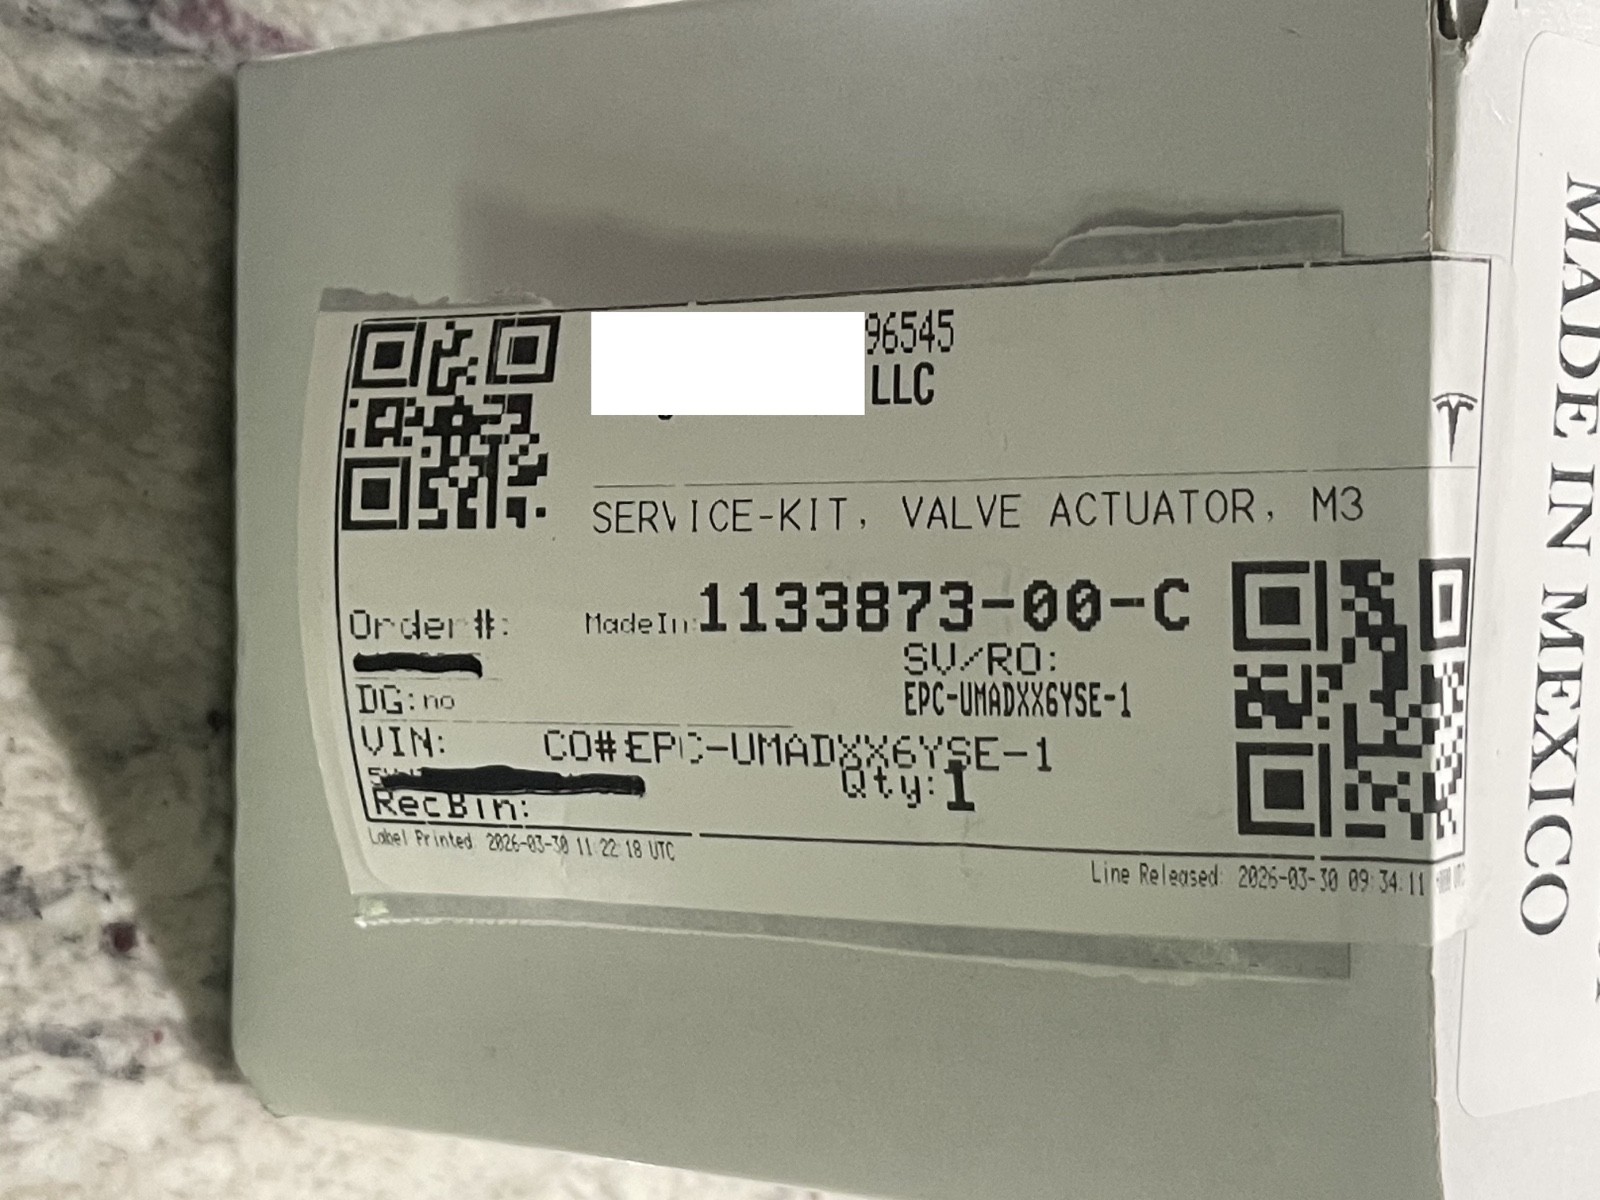 96545
LLC
SERVICE-KIT, VALVE ACTUATOR, M3
Order#:
MadeIn:
1133873-00-C
SV/RO:
EPC-UMADXX6YSE-1
DG:no
VIN:
CO#:EPC-UMADXX6YSE-1
Qty:1
RecBin:
Label Printed: 2026-03-30 11:22:18 UTC
Line Released: 2026-03-30 09:34:11
MADE IN MEXICO